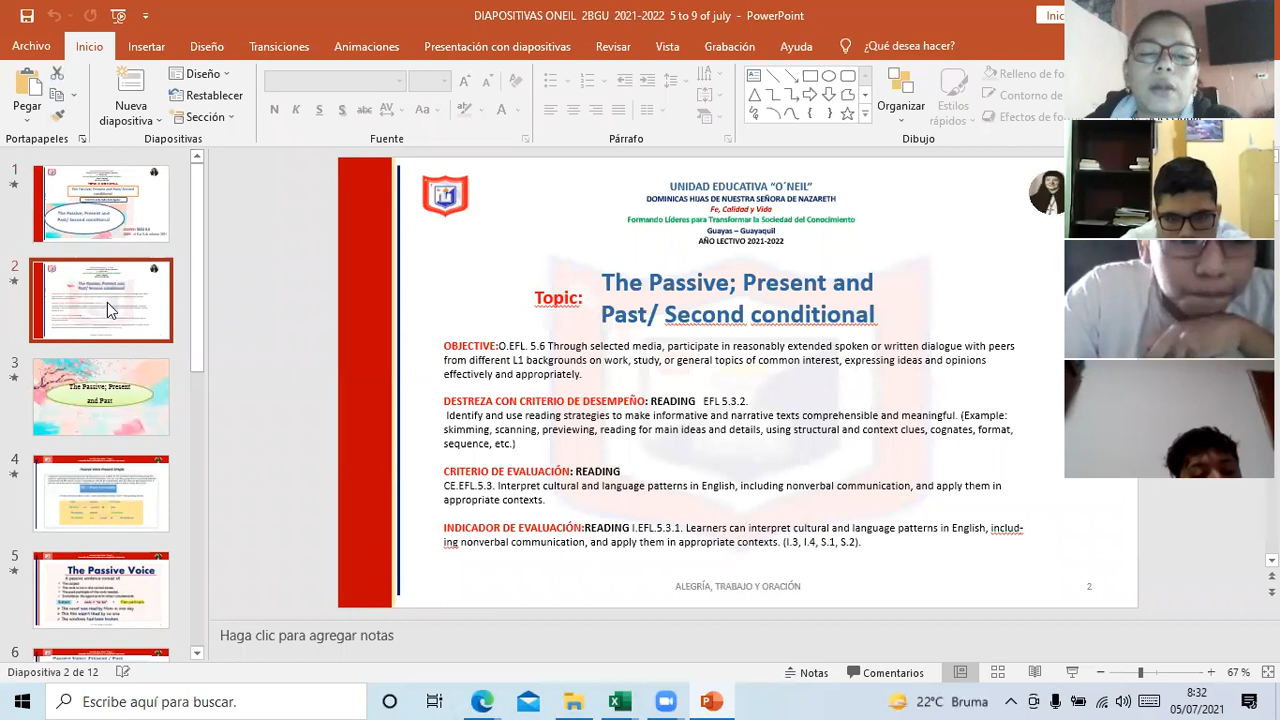 DIAPOSITIVAS ONEIL 2BGU 2021-2022 5 to 9 of july - PowerPoint
Archivo Inicio Insertar Diseño Transiciones Animaciones Presentación con diapositivas Revisar Vista Grabación Ayuda ¿Qué desea hacer?
Pegar
Nueva diapositiva
Diseño
Restablecer
Sección
N K S abc AV Aa A
Organizar
Estilos rápidos
Relleno de
Contorno de
Efectos de
Portapapeles Diapositivas Fuente Párrafo Dibujo
1
2
3
The Passive; Present
and Past
4
5
The Passive Voice
6
UNIDAD EDUCATIVA "O´NEIL"
DOMINICAS HIJAS DE NUESTRA SEÑORA DE NAZARETH
Fe, Calidad y Vida
Formando Líderes para Transformar la Sociedad del Conocimiento
Guayas – Guayaquil
AÑO LECTIVO 2021-2022
Topic:
The Passive; Present and
Past/ Second conditional
OBJECTIVE:O.EFL. 5.6 Through selected media, participate in reasonably extended spoken or written dialogue with peers
from different L1 backgrounds on work, study, or general topics of common interest, expressing ideas and opinions
effectively and appropriately.
DESTREZA CON CRITERIO DE DESEMPEÑO: READING EFL 5.3.2.
Identify and use reading strategies to make informative and narrative texts comprehensible and meaningful. (Example:
skimming, scanning, previewing, reading for main ideas and details, using structural and context clues, cognates, format,
sequence, etc.)
CRITERIO DE EVALUACIÓN: READING
CE.EFL.5.3. Interpret cultural and language patterns in English, including nonverbal communication, and apply them in
appropriate contexts.
INDICADOR DE EVALUACIÓN:READING I.EFL.5.3.1. Learners can interpret cultural and language patterns in English, includ-
ing nonverbal communication, and apply them in appropriate contexts. (I.3, I.4, S.1, S.2).
ALEGRÍA, TRABAJO Y ORACIÓN
2
Haga clic para agregar notas
Diapositiva 2 de 12
Notas Comentarios 67 %
Escribe aquí para buscar.
22°C Bruma
8:32
05/07/2021